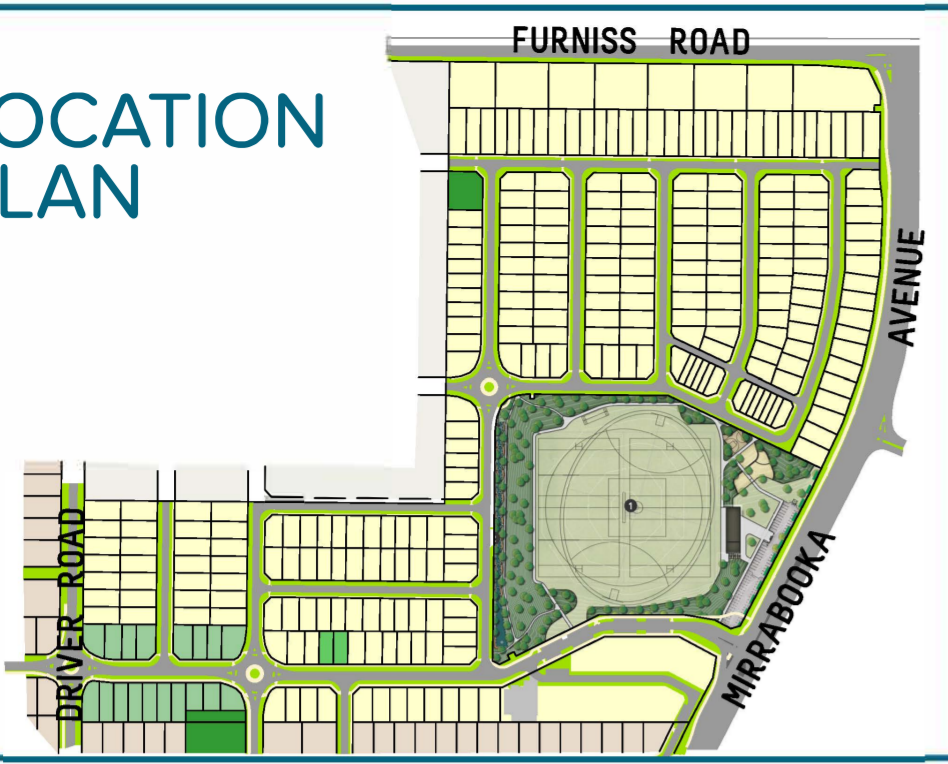 FURNISS ROAD
OCATION
LAN
AVENUE
1
DRIVER ROAD
MIRRABOOKA